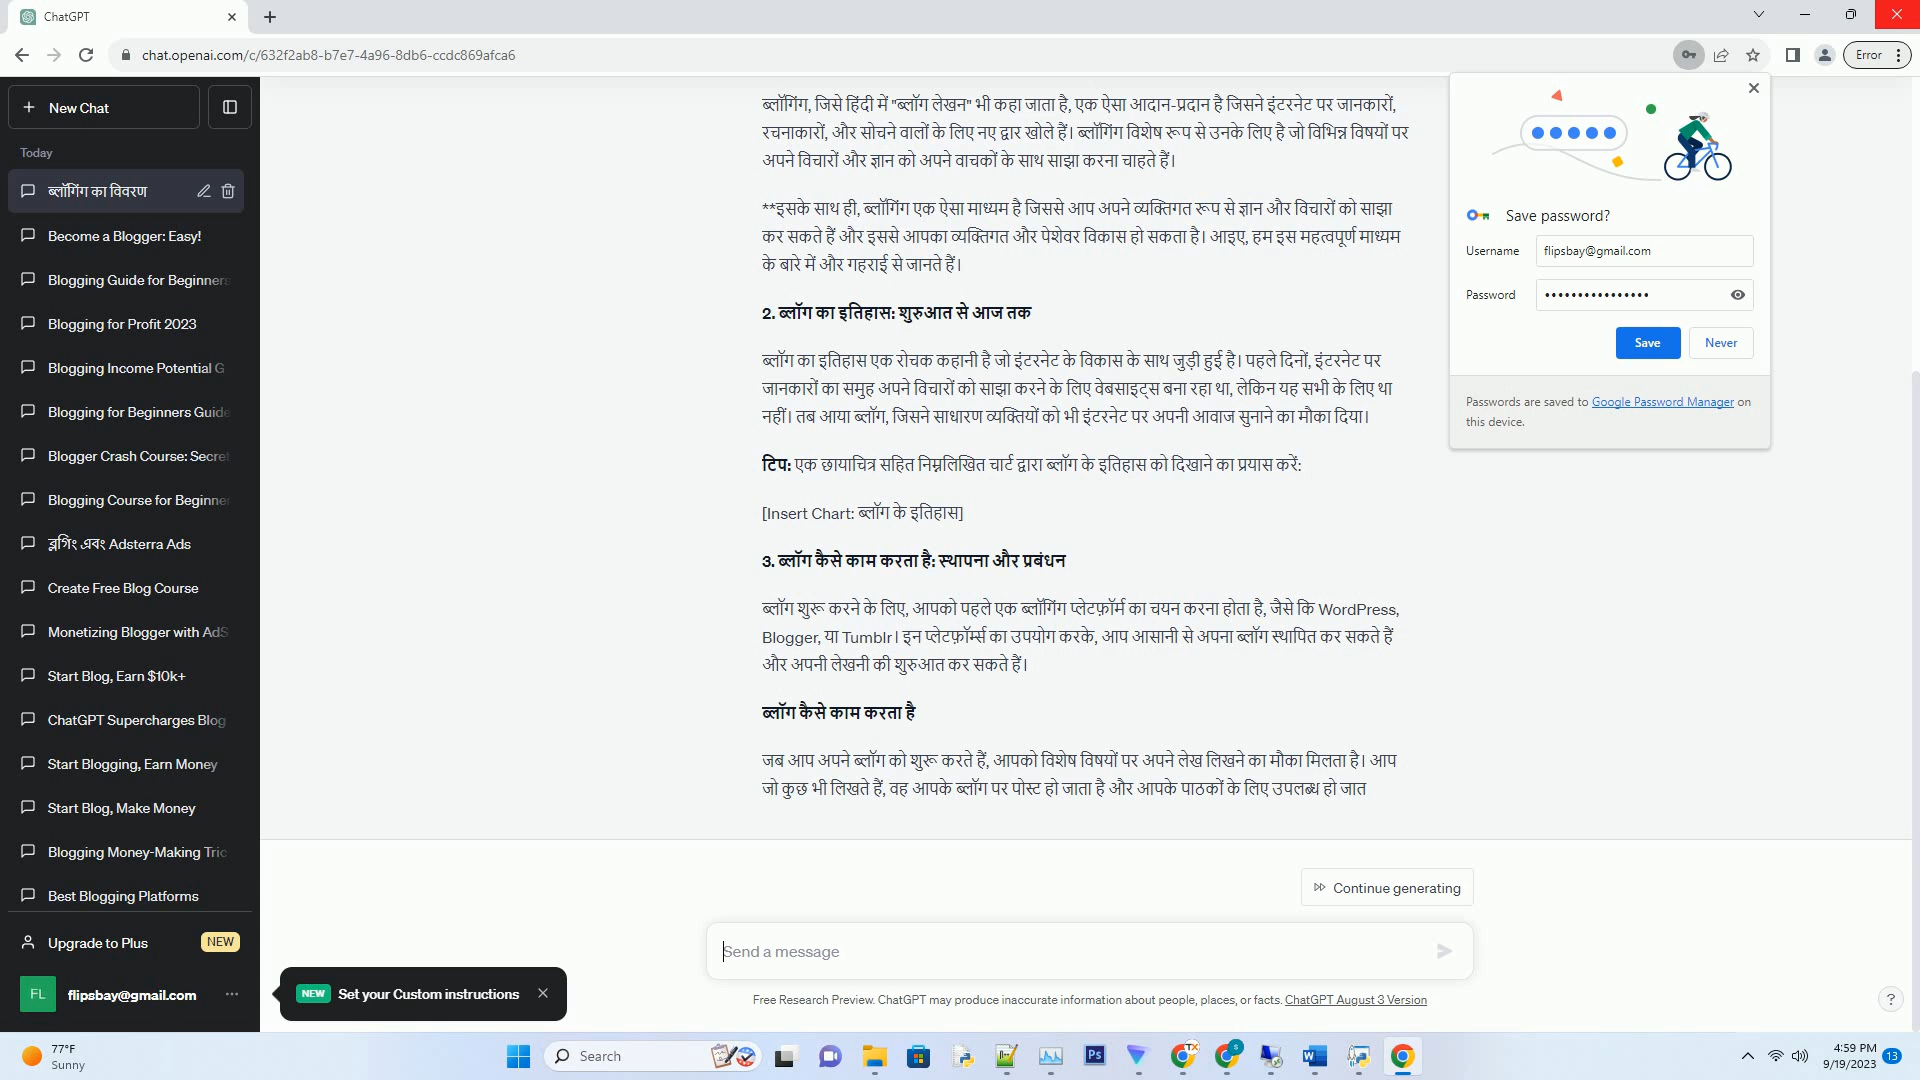 ChatGPT
chat.openai.com/c/632f2ab8-b7e7-4a96-8db6-ccdc869afca6
Error
New Chat
Today
ब्लॉगिंग का विवरण
Become a Blogger: Easy!
Blogging Guide for Beginners
Blogging for Profit 2023
Blogging Income Potential G
Blogging for Beginners Guide
Blogger Crash Course: Secret
Blogging Course for Beginner
ব্লগিং এবং Adsterra Ads
Create Free Blog Course
Monetizing Blogger with AdS
Start Blog, Earn $10k+
ChatGPT Supercharges Blog
Start Blogging, Earn Money
Start Blog, Make Money
Blogging Money-Making Tric
Best Blogging Platforms
Upgrade to Plus NEW
FL flipsbay@gmail.com
ब्लॉगिंग, जिसे हिंदी में "ब्लॉग लेखन" भी कहा जाता है, एक ऐसा आदान-प्रदान है जिसने इंटरनेट पर जानकारों,
रचनाकारों, और सोचने वालों के लिए नए द्वार खोले हैं। ब्लॉगिंग विशेष रूप से उनके लिए है जो विभिन्न विषयों पर
अपने विचारों और ज्ञान को अपने वाचकों के साथ साझा करना चाहते हैं।
**इसके साथ ही, ब्लॉगिंग एक ऐसा माध्यम है जिससे आप अपने व्यक्तिगत रूप से ज्ञान और विचारों को साझा
कर सकते हैं और इससे आपका व्यक्तिगत और पेशेवर विकास हो सकता है। आइए, हम इस महत्वपूर्ण माध्यम
के बारे में और गहराई से जानते हैं।
2. ब्लॉग का इतिहास: शुरुआत से आज तक
ब्लॉग का इतिहास एक रोचक कहानी है जो इंटरनेट के विकास के साथ जुड़ी हुई है। पहले दिनों, इंटरनेट पर
जानकारों का समुह अपने विचारों को साझा करने के लिए वेबसाइट्स बना रहा था, लेकिन यह सभी के लिए था
नहीं। तब आया ब्लॉग, जिसने साधारण व्यक्तियों को भी इंटरनेट पर अपनी आवाज सुनाने का मौका दिया।
टिप: एक छायाचित्र सहित निम्नलिखित चार्ट द्वारा ब्लॉग के इतिहास को दिखाने का प्रयास करें:
[Insert Chart: ब्लॉग के इतिहास]
3. ब्लॉग कैसे काम करता है: स्थापना और प्रबंधन
ब्लॉग शुरू करने के लिए, आपको पहले एक ब्लॉगिंग प्लेटफ़ॉर्म का चयन करना होता है, जैसे कि WordPress,
Blogger, या Tumblr। इन प्लेटफ़ॉर्म्स का उपयोग करके, आप आसानी से अपना ब्लॉग स्थापित कर सकते हैं
और अपनी लेखनी की शुरुआत कर सकते हैं।
ब्लॉग कैसे काम करता है
जब आप अपने ब्लॉग को शुरू करते हैं, आपको विशेष विषयों पर अपने लेख लिखने का मौका मिलता है। आप
जो कुछ भी लिखते हैं, वह आपके ब्लॉग पर पोस्ट हो जाता है और आपके पाठकों के लिए उपलब्ध हो जात
Save password?
Username flipsbay@gmail.com
Password ••••••••••••••••
Save Never
Passwords are saved to Google Password Manager on
this device.
Continue generating
Send a message
NEW Set your Custom instructions
Free Research Preview. ChatGPT may produce inaccurate information about people, places, or facts. ChatGPT August 3 Version
?
77°F
Sunny
Search
Ps
4:59 PM
9/19/2023
13